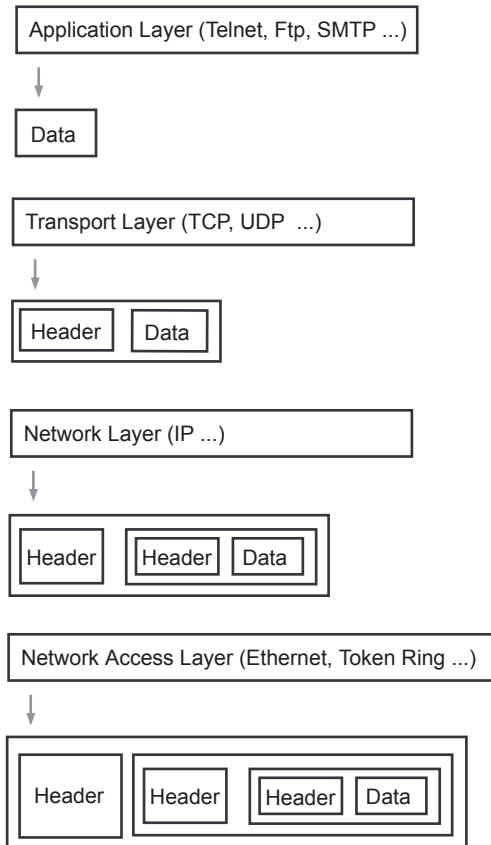 Application Layer (Telnet, Ftp, SMTP ...)
Data
Transport Layer (TCP, UDP ...)
Header Data
Network Layer (IP ...)
Header Header Data
Network Access Layer (Ethernet, Token Ring ...)
Header Header Header Data